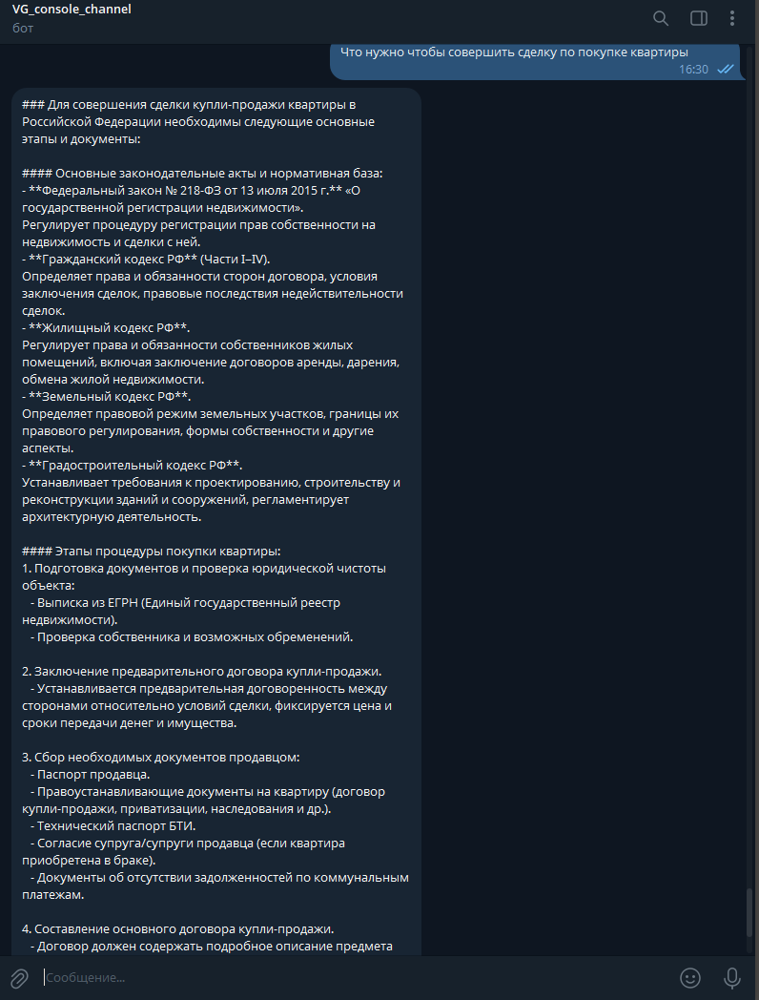 VG_console_channel
бот
Что нужно чтобы совершить сделку по покупке квартиры
16:30
### Для совершения сделки купли-продажи квартиры в
Российской Федерации необходимы следующие основные
этапы и документы:
#### Основные законодательные акты и нормативная база:
- **Федеральный закон № 218-ФЗ от 13 июля 2015 г.** «О
государственной регистрации недвижимости».
Регулирует процедуру регистрации прав собственности на
недвижимость и сделки с ней.
- **Гражданский кодекс РФ** (Части I–IV).
Определяет права и обязанности сторон договора, условия
заключения сделок, правовые последствия недействительности
сделок.
- **Жилищный кодекс РФ**.
Регулирует права и обязанности собственников жилых
помещений, включая заключение договоров аренды, дарения,
обмена жилой недвижимости.
- **Земельный кодекс РФ**.
Определяет правовой режим земельных участков, границы их
правового регулирования, формы собственности и другие
аспекты.
- **Градостроительный кодекс РФ**.
Устанавливает требования к проектированию, строительству и
реконструкции зданий и сооружений, регламентирует
архитектурную деятельность.
#### Этапы процедуры покупки квартиры:
1. Подготовка документов и проверка юридической чистоты
объекта:
- Выписка из ЕГРН (Единый государственный реестр
недвижимости).
- Проверка собственника и возможных обременений.
2. Заключение предварительного договора купли-продажи.
- Устанавливается предварительная договоренность между
сторонами относительно условий сделки, фиксируется цена и
сроки передачи денег и имущества.
3. Сбор необходимых документов продавцом:
- Паспорт продавца.
- Правоустанавливающие документы на квартиру (договор
купли-продажи, приватизации, наследования и др.).
- Технический паспорт БТИ.
- Согласие супруга/супруги продавца (если квартира
приобретена в браке).
- Документы об отсутствии задолженностей по коммунальным
платежам.
4. Составление основного договора купли-продажи.
- Договор должен содержать подробное описание предмета
Сообщение...